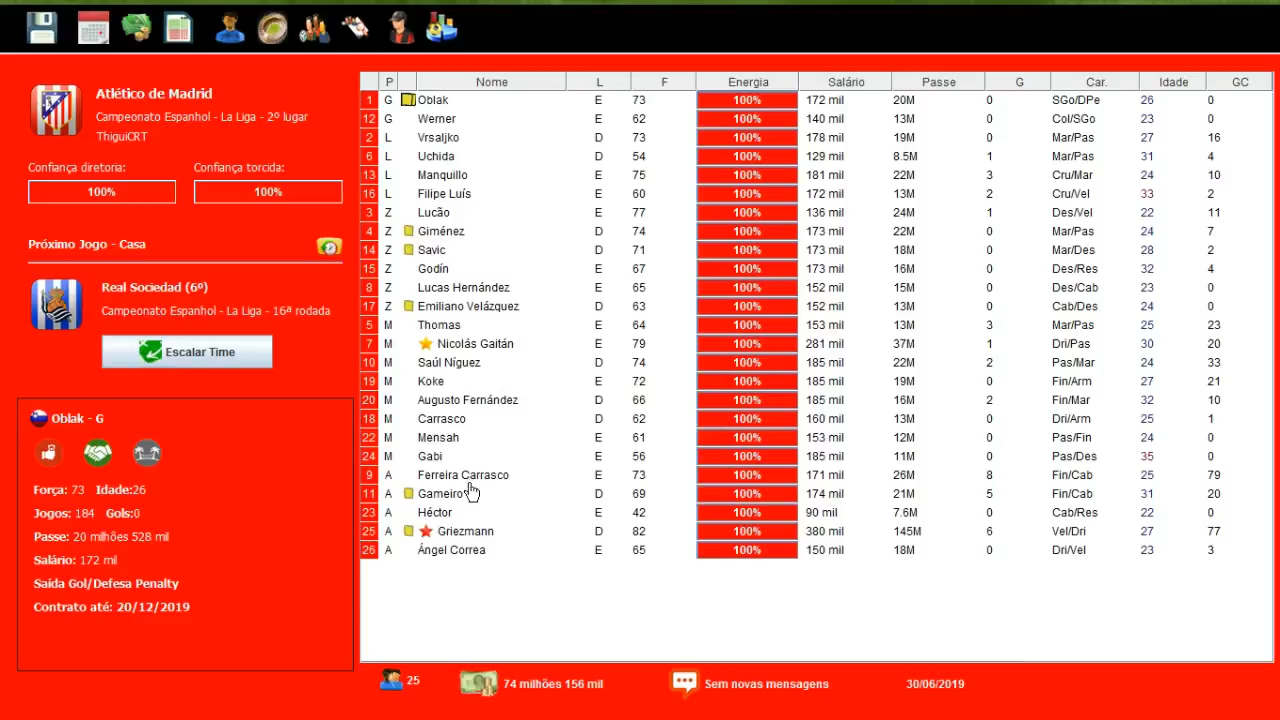 Atlético de Madrid
Campeonato Espanhol - La Liga - 2º lugar
ThiguiCRT
Confiança diretoria: Confiança torcida:
100% 100%
Próximo Jogo - Casa
Real Sociedad (6º)
Campeonato Espanhol - La Liga - 16ª rodada
Escalar Time
Oblak - G
Força: 73 Idade:26
Jogos: 184 Gols:0
Passe: 20 milhões 528 mil
Salário: 172 mil
Saída Gol/Defesa Penalty
Contrato até: 20/12/2019
P Nome L F Energia Salário Passe G Car. Idade GC
1 G Oblak E 73 100% 172 mil 20M 0 SGo/DPe 26 0
12 G Werner E 62 100% 140 mil 13M 0 Col/SGo 23 0
2 L Vrsaljko D 73 100% 178 mil 19M 0 Mar/Pas 27 16
6 L Uchida D 54 100% 129 mil 8.5M 1 Mar/Pas 31 4
13 L Manquillo E 75 100% 181 mil 22M 3 Cru/Mar 24 10
16 L Filipe Luís E 60 100% 172 mil 13M 2 Cru/Vel 33 2
3 Z Lucão E 77 100% 136 mil 24M 1 Des/Vel 22 11
4 Z Giménez D 74 100% 173 mil 22M 0 Mar/Pas 24 7
14 Z Savic D 71 100% 173 mil 18M 0 Mar/Des 28 2
15 Z Godín E 67 100% 173 mil 16M 0 Des/Res 32 4
8 Z Lucas Hernández E 65 100% 152 mil 15M 0 Des/Cab 23 0
17 Z Emiliano Velázquez D 63 100% 152 mil 13M 0 Cab/Des 24 0
5 M Thomas E 64 100% 153 mil 13M 3 Mar/Pas 25 23
7 M Nicolás Gaitán E 79 100% 281 mil 37M 1 Dri/Pas 30 20
10 M Saúl Níguez D 74 100% 185 mil 22M 2 Pas/Mar 24 33
19 M Koke E 72 100% 185 mil 19M 0 Fin/Arm 27 21
20 M Augusto Fernández D 66 100% 185 mil 16M 2 Fin/Mar 32 10
18 M Carrasco D 62 100% 160 mil 13M 0 Dri/Arm 25 1
22 M Mensah E 61 100% 153 mil 12M 0 Pas/Fin 24 0
24 M Gabi E 56 100% 185 mil 11M 0 Pas/Des 35 0
9 A Ferreira Carrasco E 73 100% 171 mil 26M 8 Fin/Cab 25 79
11 A Gameiro D 69 100% 174 mil 21M 5 Fin/Cab 31 20
23 A Héctor E 42 100% 90 mil 7.6M 0 Cab/Res 22 0
25 A Griezmann D 82 100% 380 mil 145M 6 Vel/Dri 27 77
26 A Ángel Correa E 65 100% 150 mil 18M 0 Dri/Vel 23 3
25 74 milhões 156 mil Sem novas mensagens 30/06/2019